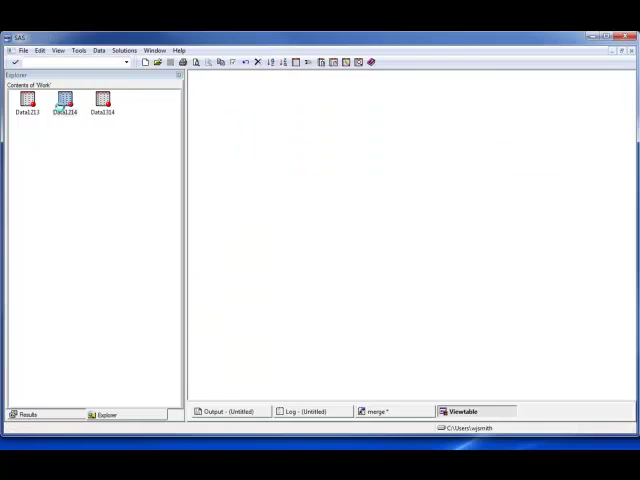 SAS
File Edit View Tools Data Solutions Window Help
Explorer
Contents of 'Work'
Data1213 Data1214 Data1314
Results Explorer
Output - (Untitled) Log - (Untitled) merge * Viewtable
C:\Users\wjsmith